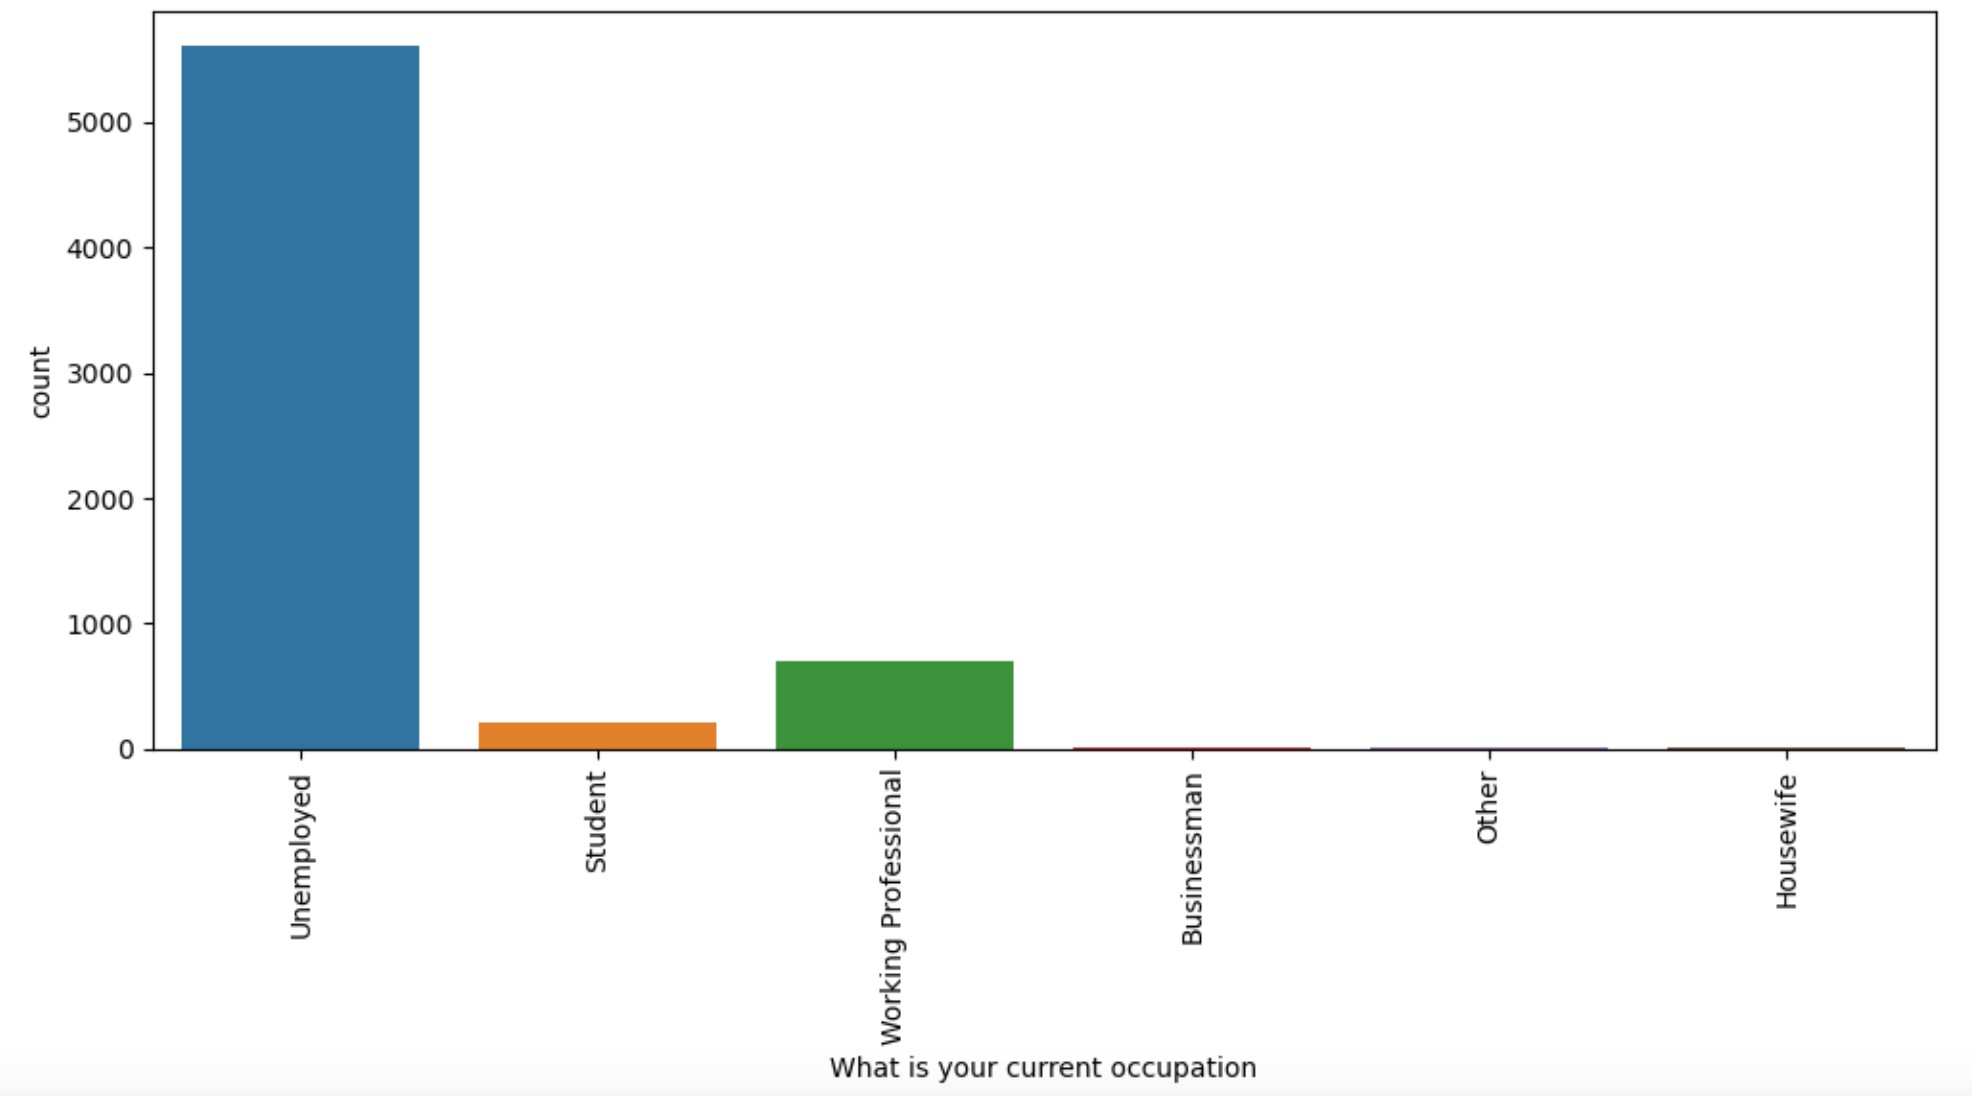 5000
4000
3000
2000
1000
0
count
Unemployed
Student
Working Professional
Businessman
Other
Housewife
What is your current occupation